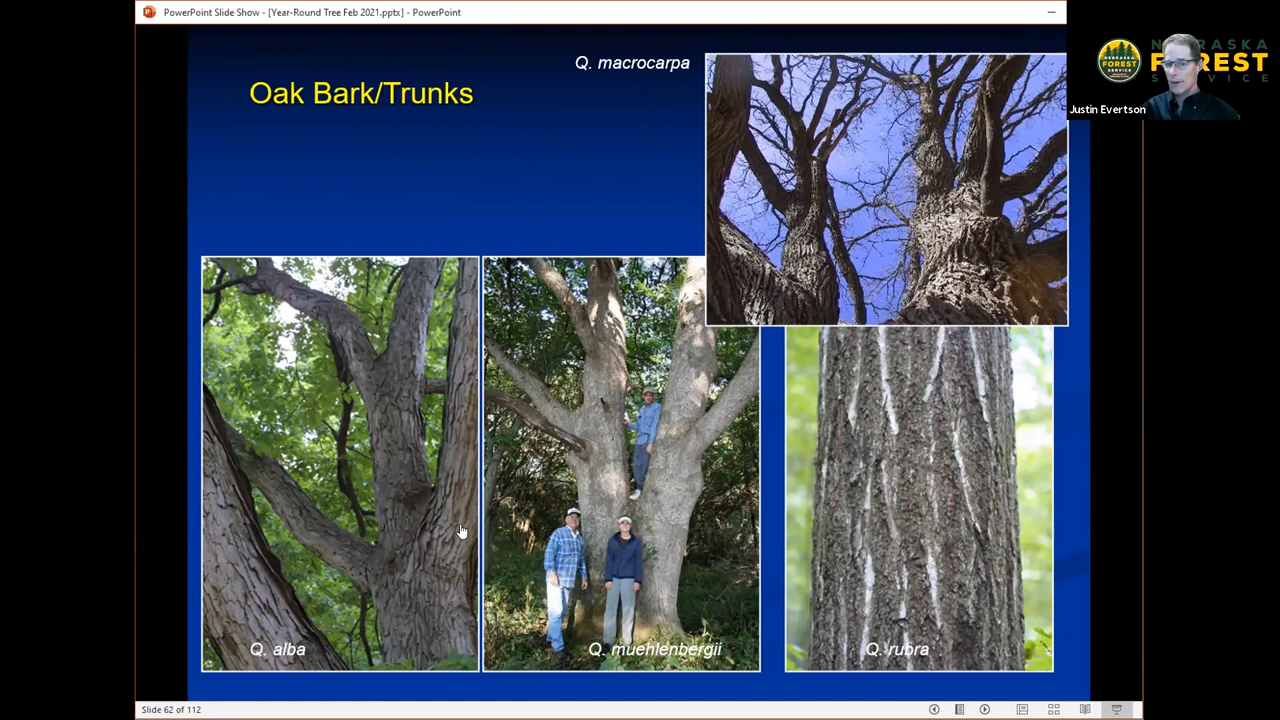 PowerPoint Slide Show - [Year-Round Tree Feb 2021.pptx] - PowerPoint
Q. macrocarpa
Oak Bark/Trunks
FOREST
SERVICE
Justin Evertson
Q. alba
Q. muehlenbergii
Q. rubra
Slide 62 of 112